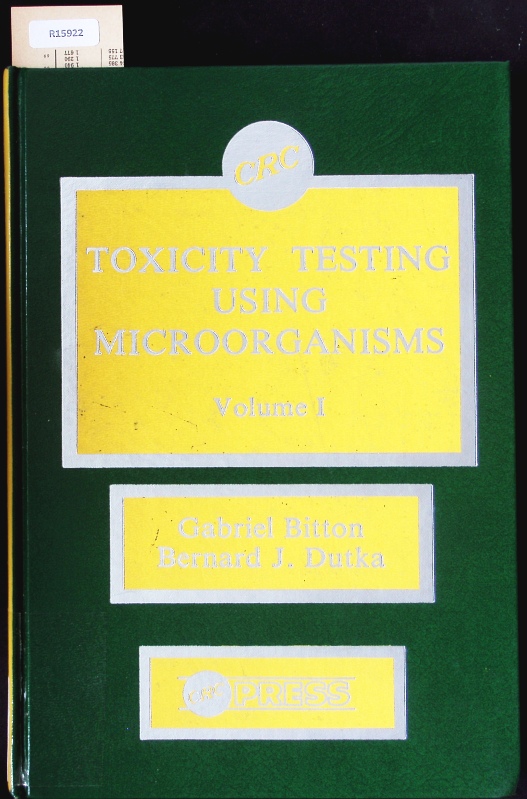 R15922
CRC
TOXICITY TESTING
USING
MICROORGANISMS
Volume I
Gabriel Bitton
Bernard J. Dutka
CRC PRESS